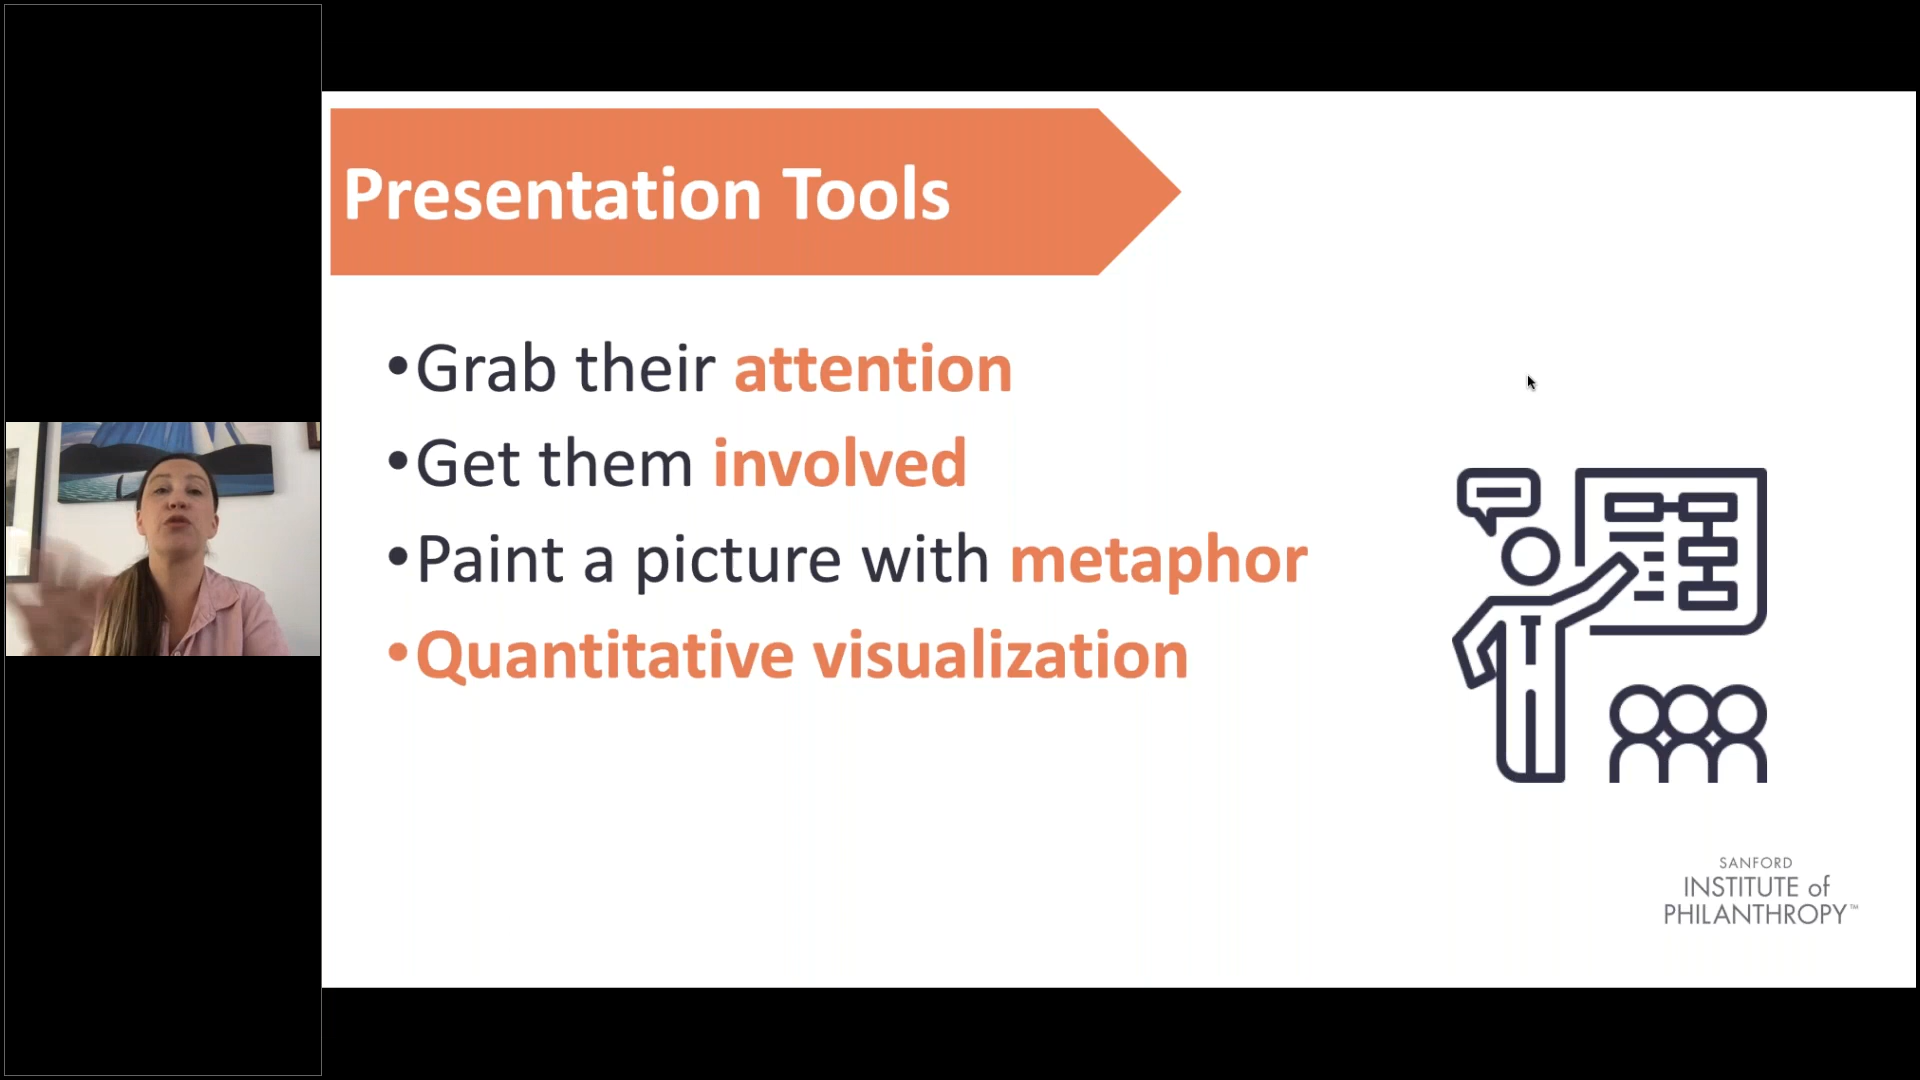 Presentation Tools
•Grab their attention
•Get them involved
•Paint a picture with metaphor
•Quantitative visualization
SANFORD
INSTITUTE of
PHILANTHROPY™